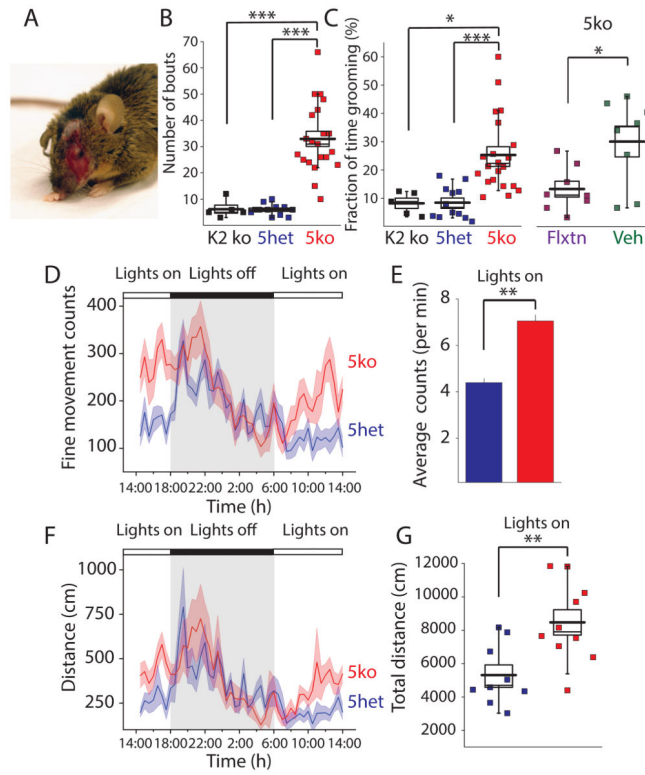 A
B
***
***
Number of bouts
70
60
50
40
30
20
10
K2 ko 5het 5ko
C
*
***
Fraction of time grooming (%)
60
50
40
30
20
10
K2 ko 5het 5ko
5ko
*
Flxtn Veh
D
Lights on Lights off Lights on
Fine movement counts
400
300
200
100
5ko
5het
14:00 18:00 22:00 2:00 6:00 10:00 14:00
Time (h)
E
Lights on
**
Average counts (per min)
8
6
4
2
F
Lights on Lights off Lights on
Distance (cm)
1000
750
500
250
5ko
5het
14:00 18:00 22:00 2:00 6:00 10:00 14:00
Time (h)
G
Lights on
**
Total distance (cm)
12000
10000
8000
6000
4000
2000